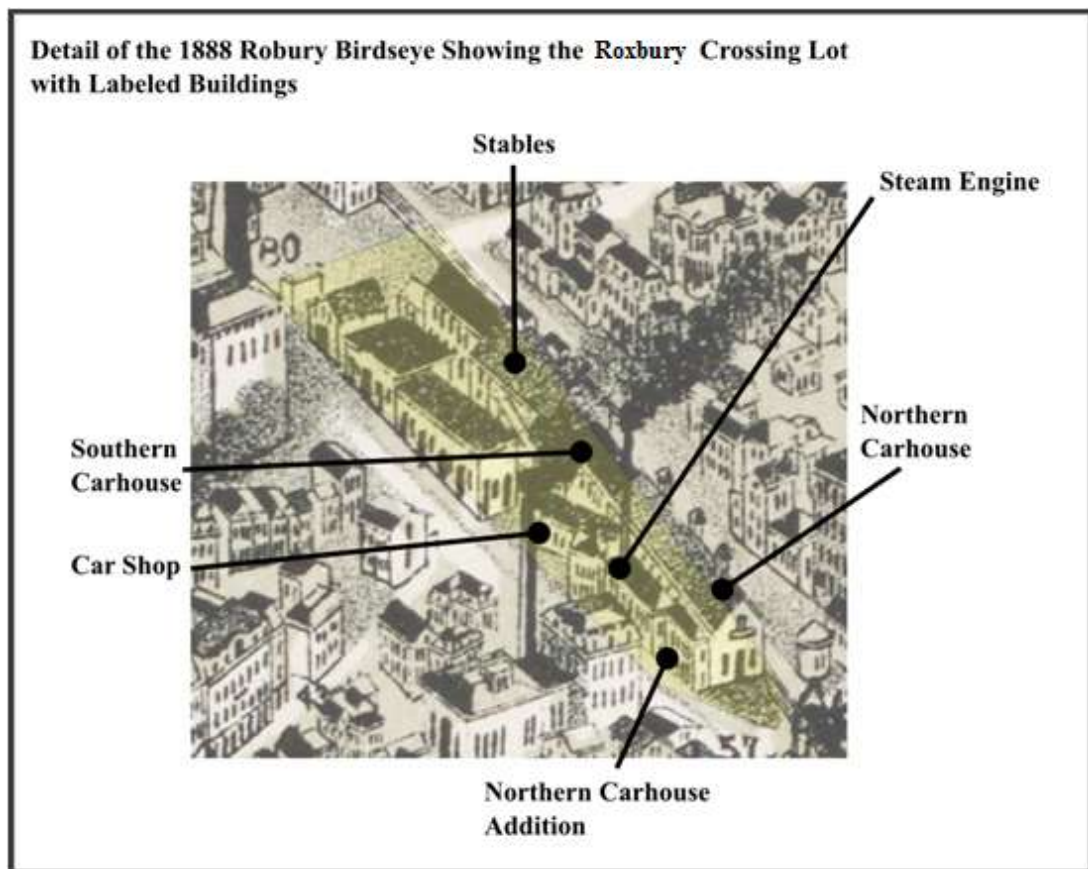 Detail of the 1888 Robury Birdseye Showing the Roxbury Crossing Lot
with Labeled Buildings
Stables
Steam Engine
80
Northern
Carhouse
Southern
Carhouse
Car Shop
57
Northern Carhouse
Addition